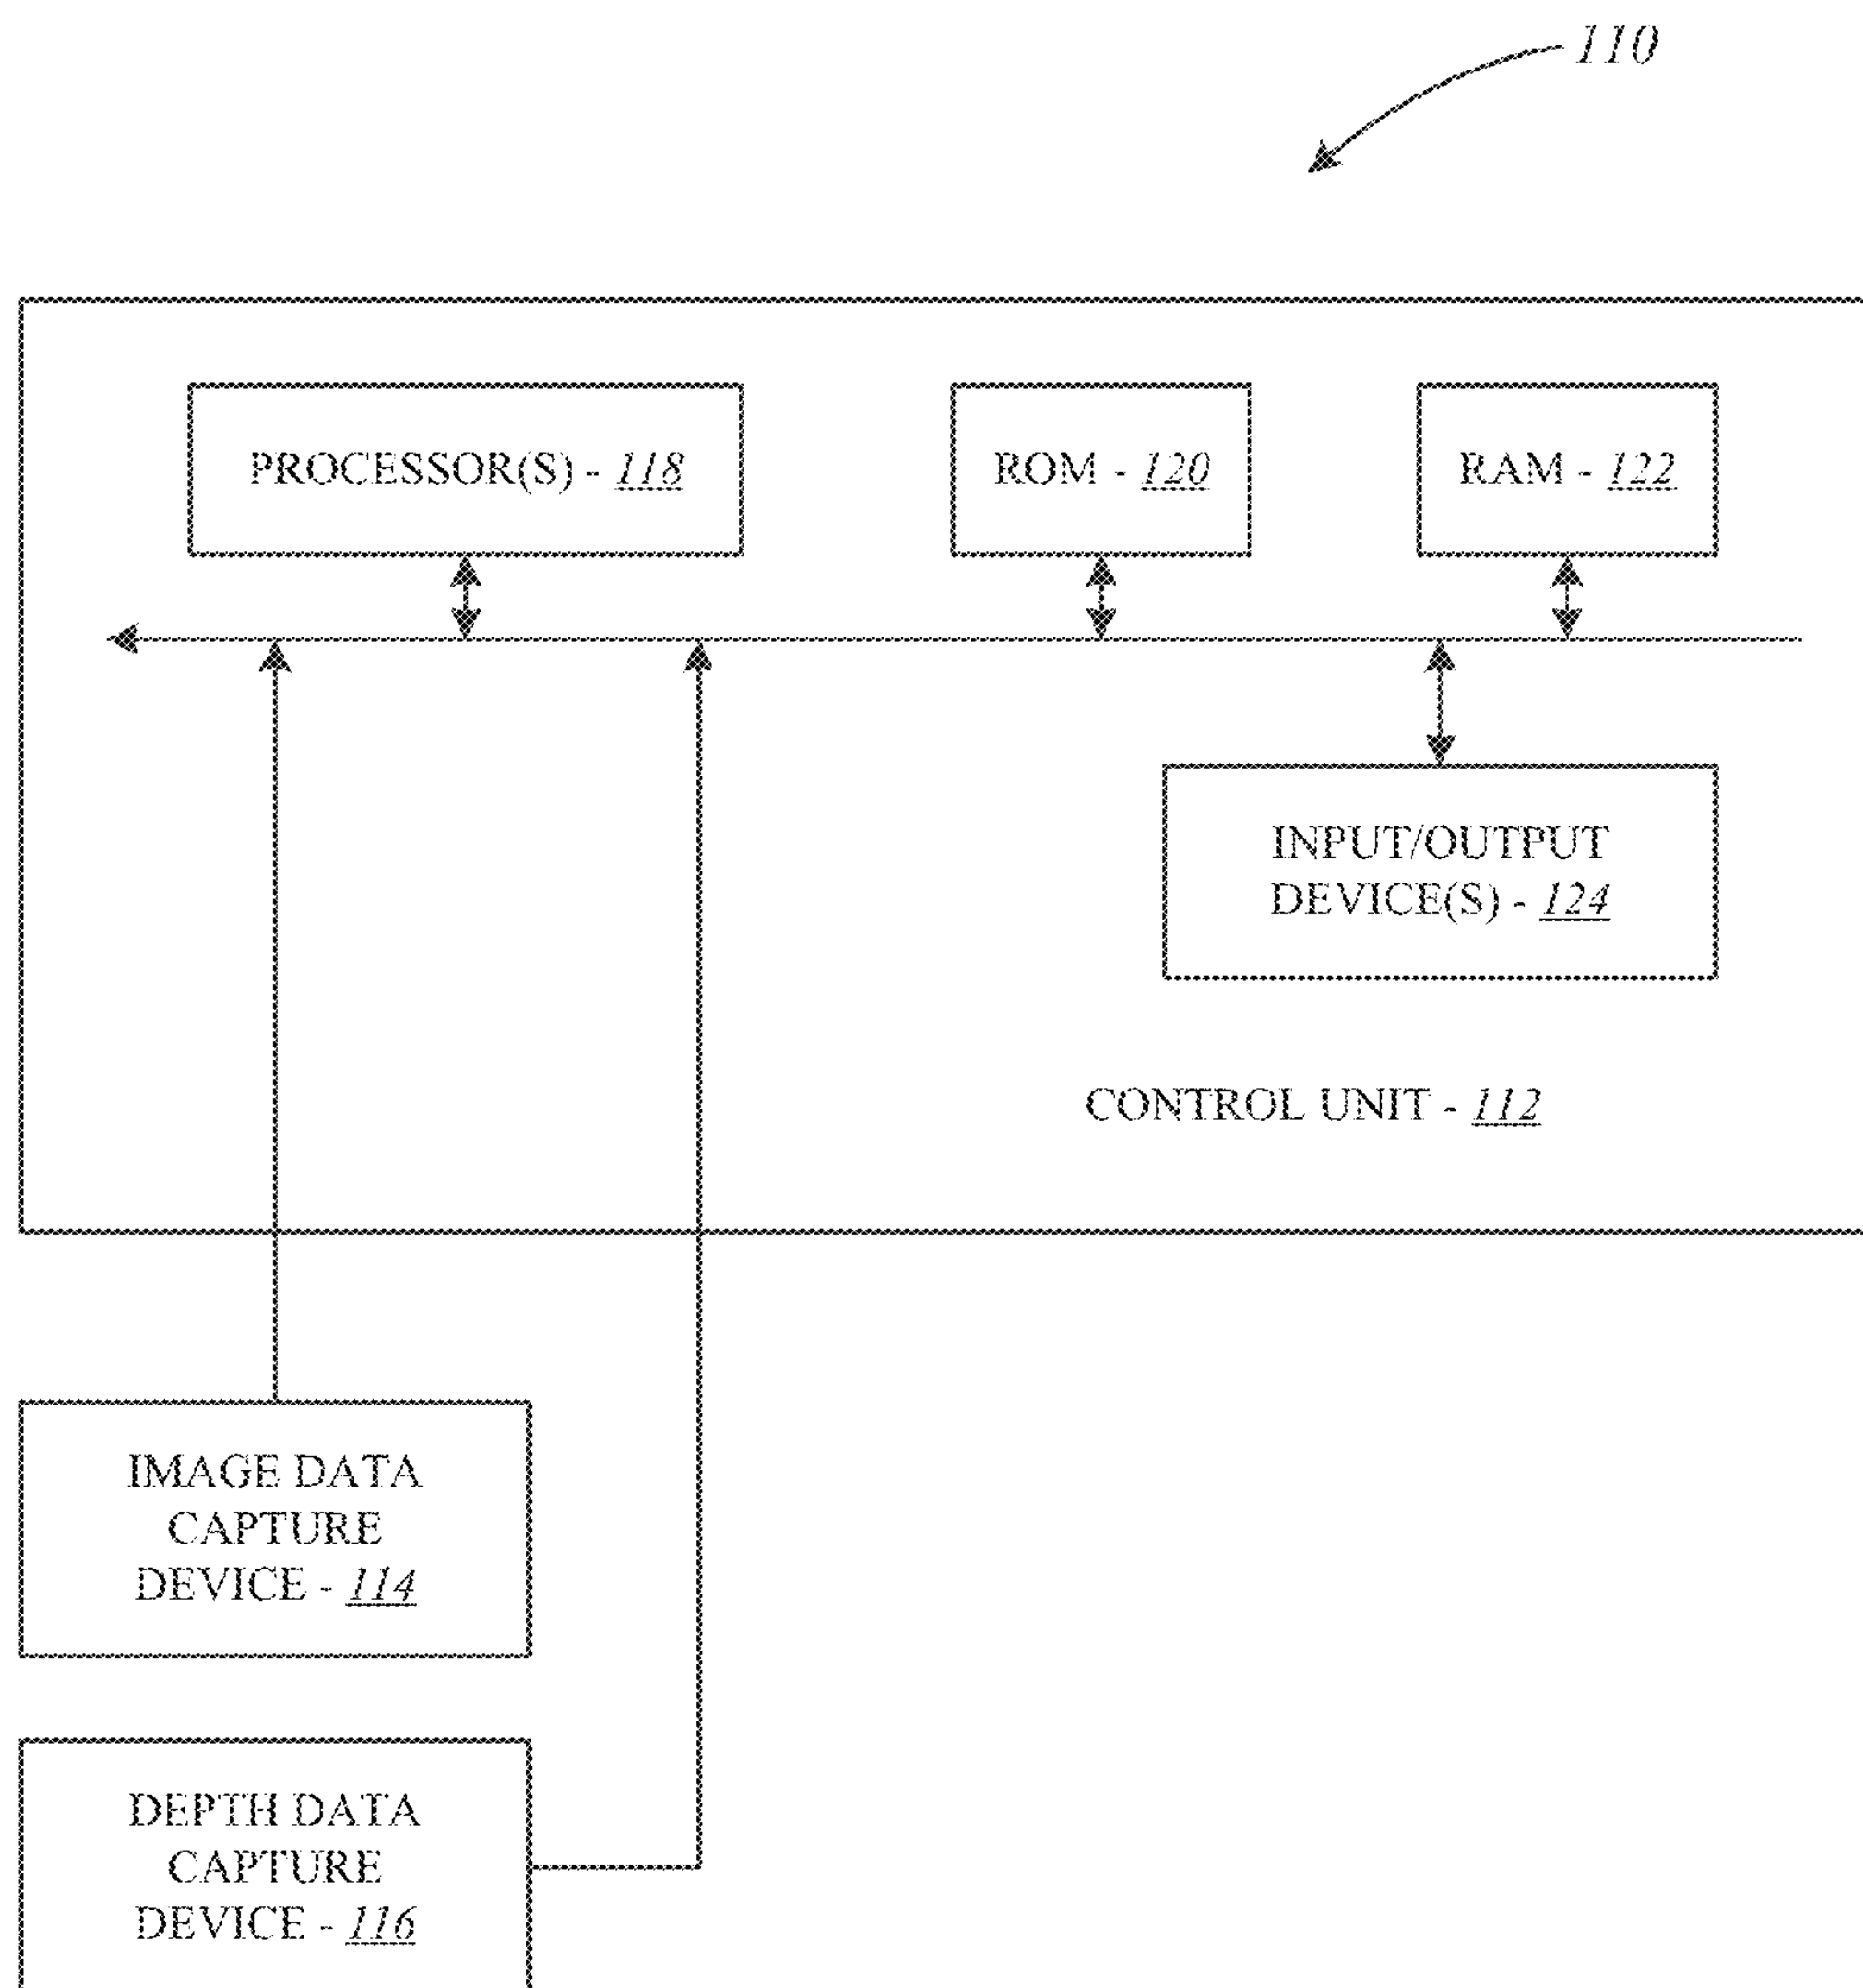 110
PROCESSOR(S) - 118
ROM - 120
RAM - 122
INPUT/OUTPUT
DEVICE(S) - 124
CONTROL UNIT - 112
IMAGE DATA
CAPTURE
DEVICE - 114
DEPTH DATA
CAPTURE
DEVICE - 116